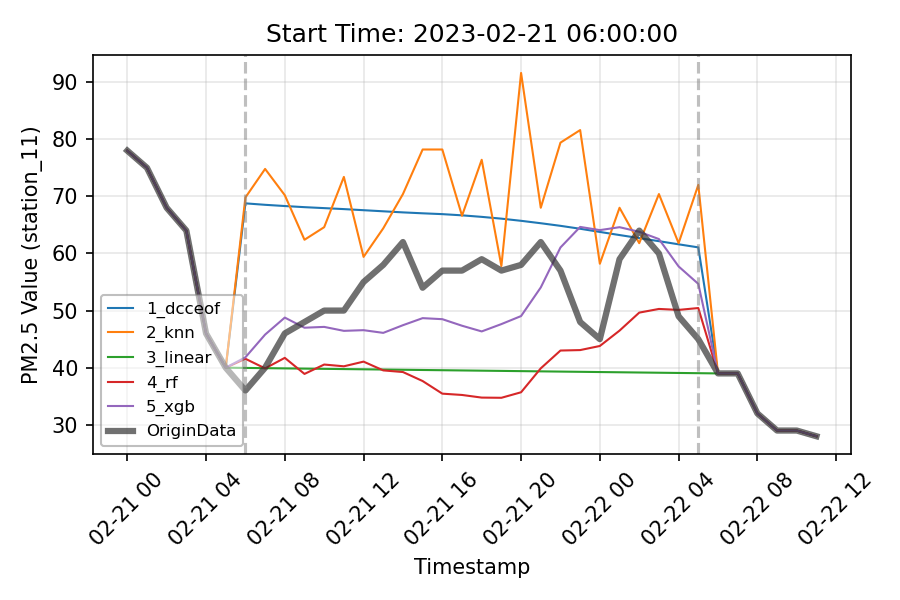 Start Time: 2023-02-21 06:00:00
PM2.5 Value (station_11)
90
80
70
60
50
40
30
1_dcceof
2_knn
3_linear
4_rf
5_xgb
OriginData
02-21 00
02-21 04
02-21 08
02-21 12
02-21 16
02-21 20
02-22 00
02-22 04
02-22 08
02-22 12
Timestamp